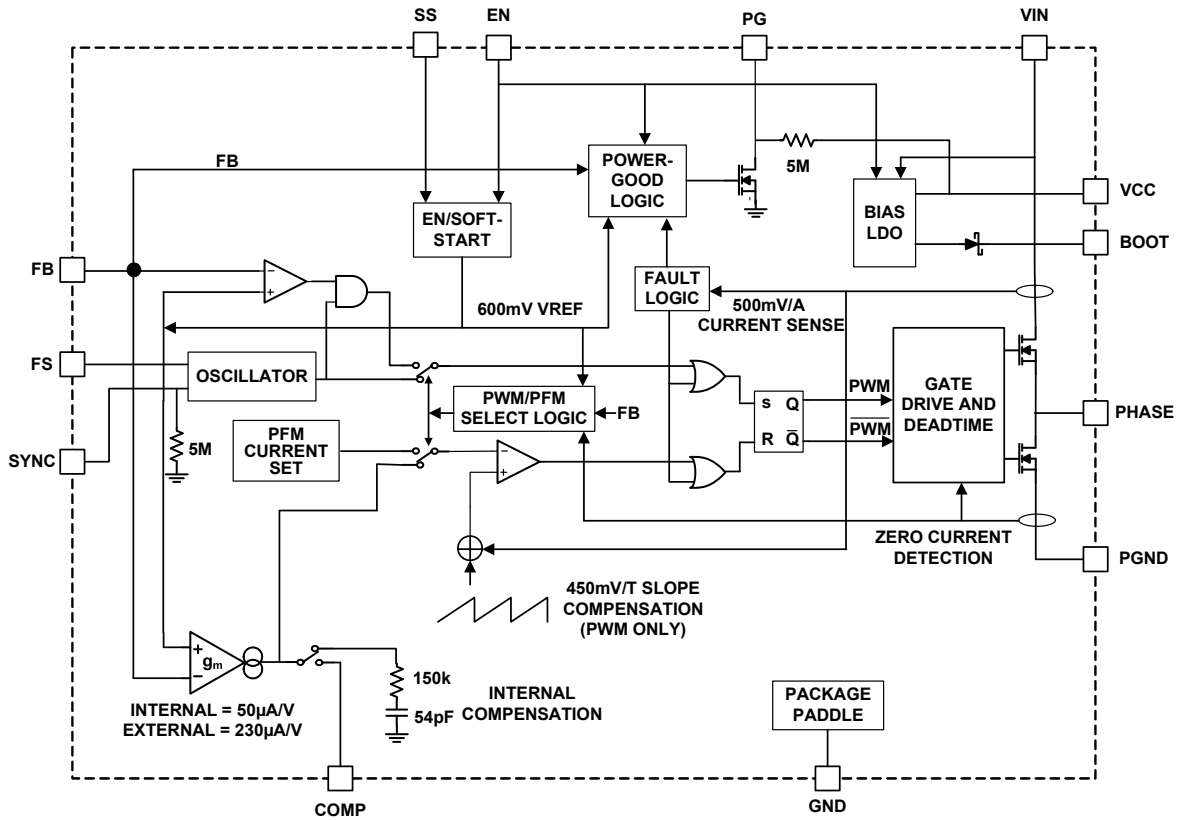 SS
EN
PG
VIN
FB
POWER-
GOOD
LOGIC
5M
VCC
BIAS
LDO
BOOT
EN/SOFT-
START
FB
−
+
FAULT
LOGIC
600mV VREF
500mV/A
CURRENT SENSE
FS
OSCILLATOR
PWM/PFM
SELECT LOGIC
FB
S Q
R Q̅
PWM
P̅W̅M̅
GATE
DRIVE AND
DEADTIME
PHASE
SYNC
5M
PFM
CURRENT
SET
−
+
ZERO CURRENT
DETECTION
PGND
450mV/T SLOPE
COMPENSATION
(PWM ONLY)
+
gm
−
INTERNAL = 50µA/V
EXTERNAL = 230µA/V
150k
54pF
INTERNAL
COMPENSATION
PACKAGE
PADDLE
COMP
GND